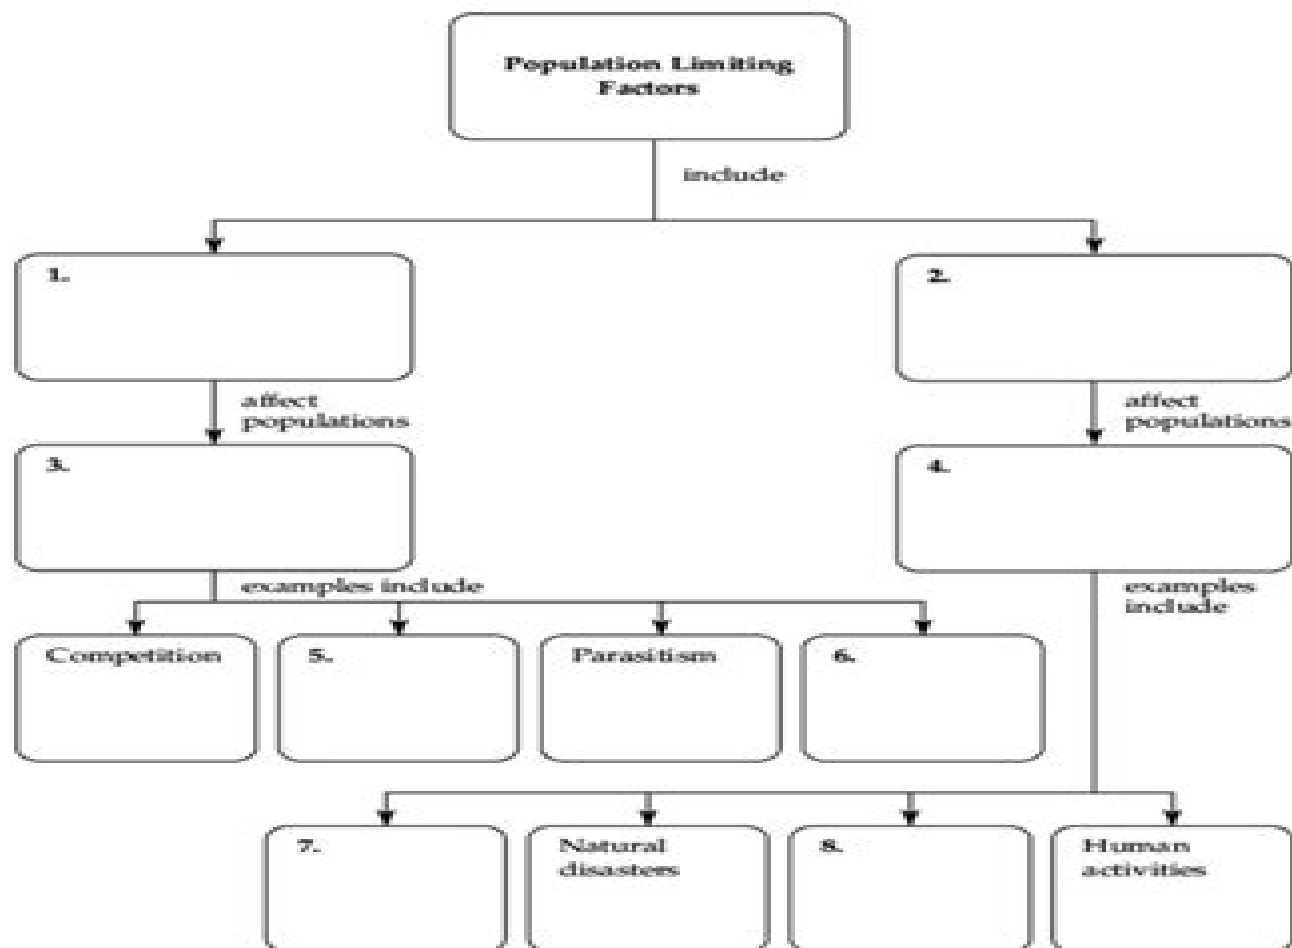 Population Limiting
Factors
include
1.
2.
affect
populations
affect
populations
3.
4.
examples include
examples
include
Competition
5.
Parasitism
6.
7.
Natural
disasters
8.
Human
activities